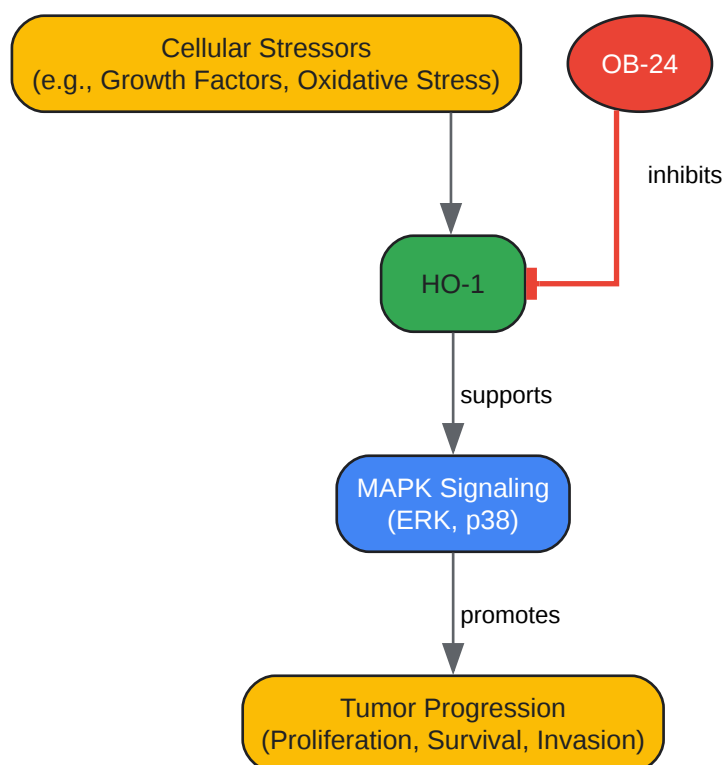 Cellular Stressors
(e.g., Growth Factors, Oxidative Stress)
OB-24
inhibits
HO-1
supports
MAPK Signaling
(ERK, p38)
promotes
Tumor Progression
(Proliferation, Survival, Invasion)